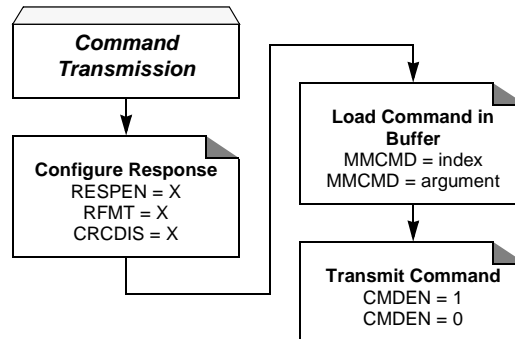 Command
Transmission
Configure Response
RESPEN = X
RFMT = X
CRCDIS = X
Load Command in
Buffer
MMCMD = index
MMCMD = argument
Transmit Command
CMDEN = 1
CMDEN = 0